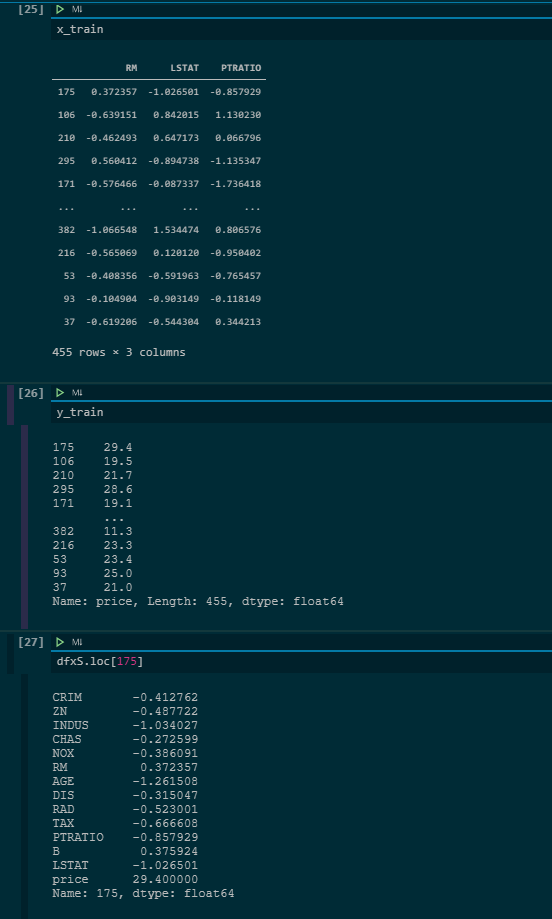 [25] M↓
x_train
RM LSTAT PTRATIO
175 0.372357 -1.026501 -0.857929
106 -0.639151 0.842015 1.130230
210 -0.462493 0.647173 0.066796
295 0.560412 -0.894738 -1.135347
171 -0.576466 -0.087337 -1.736418
... ... ... ...
382 -1.066548 1.534474 0.806576
216 -0.565069 0.120120 -0.950402
53 -0.408356 -0.591963 -0.765457
93 -0.104904 -0.903149 -0.118149
37 -0.619206 -0.544304 0.344213
455 rows × 3 columns
[26] M↓
y_train
175 29.4
106 19.5
210 21.7
295 28.6
171 19.1
...
382 11.3
216 23.3
53 23.4
93 25.0
37 21.0
Name: price, Length: 455, dtype: float64
[27] M↓
dfxS.loc[175]
CRIM -0.412762
ZN -0.487722
INDUS -1.034027
CHAS -0.272599
NOX -0.386091
RM 0.372357
AGE -1.261508
DIS -0.315047
RAD -0.523001
TAX -0.666608
PTRATIO -0.857929
B 0.375924
LSTAT -1.026501
price 29.400000
Name: 175, dtype: float64